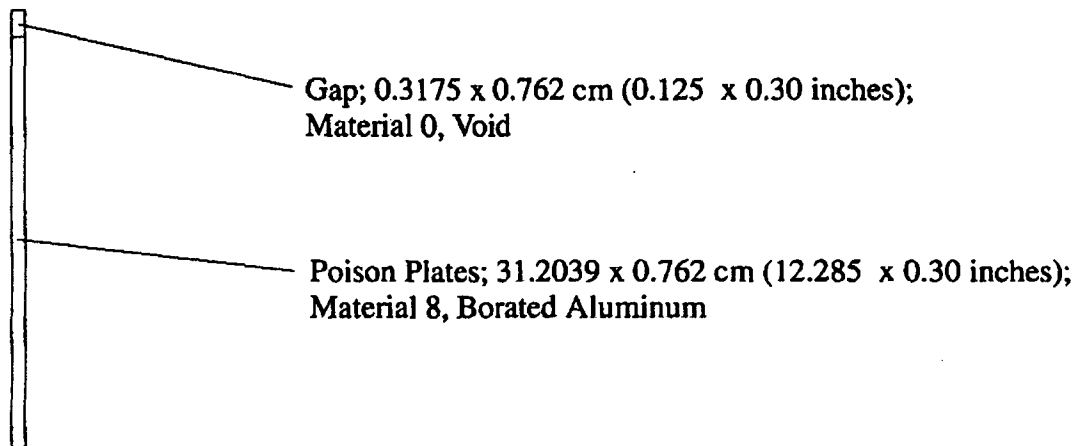 Gap; 0.3175 x 0.762 cm (0.125 x 0.30 inches);
Material 0, Void
Poison Plates; 31.2039 x 0.762 cm (12.285 x 0.30 inches);
Material 8, Borated Aluminum